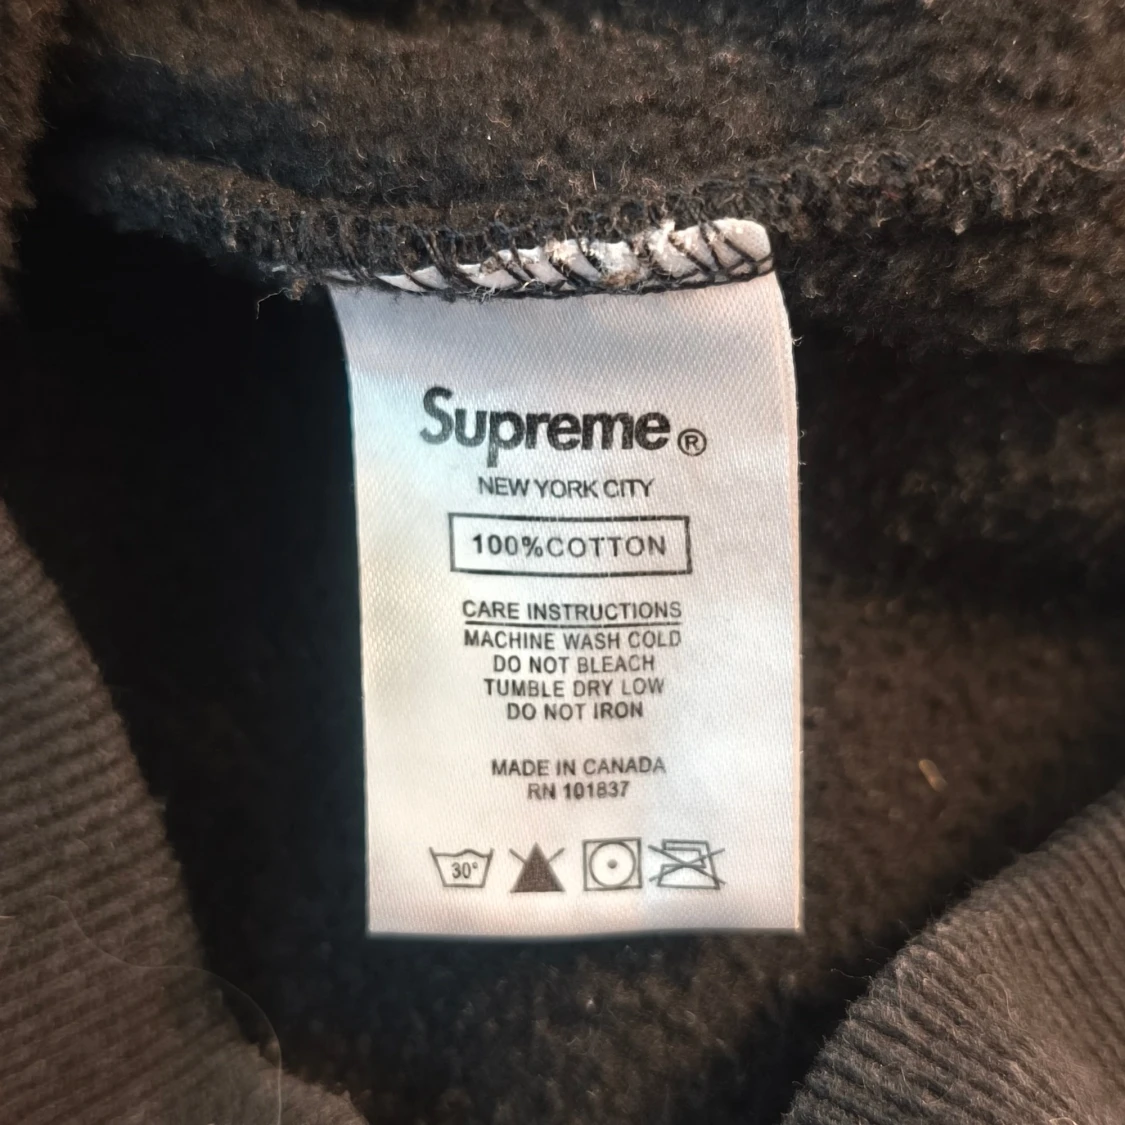 Supreme®
NEW YORK CITY
100%COTTON
CARE INSTRUCTIONS
MACHINE WASH COLD
DO NOT BLEACH
TUMBLE DRY LOW
DO NOT IRON
MADE IN CANADA
RN 101837
30°